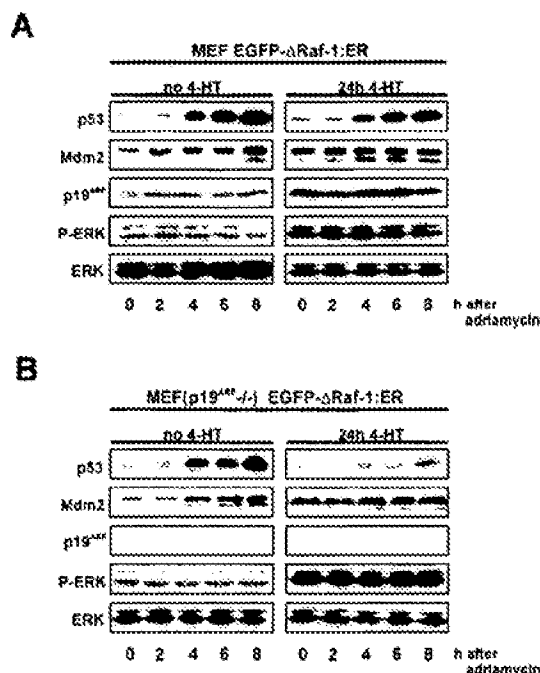 A
MEF EGFP-ΔRaf-1:ER
no 4-HT 24h 4-HT
p53
Mdm2
p19ᴬᴿᶠ
P-ERK
ERK
0 2 4 6 8 0 2 4 6 8 h after
adriamycin
B
MEF(p19ᴬᴿᶠ-/-) EGFP-ΔRaf-1:ER
no 4-HT 24h 4-HT
p53
Mdm2
p19ᴬᴿᶠ
P-ERK
ERK
0 2 4 6 8 0 2 4 6 8 h after
adriamycin